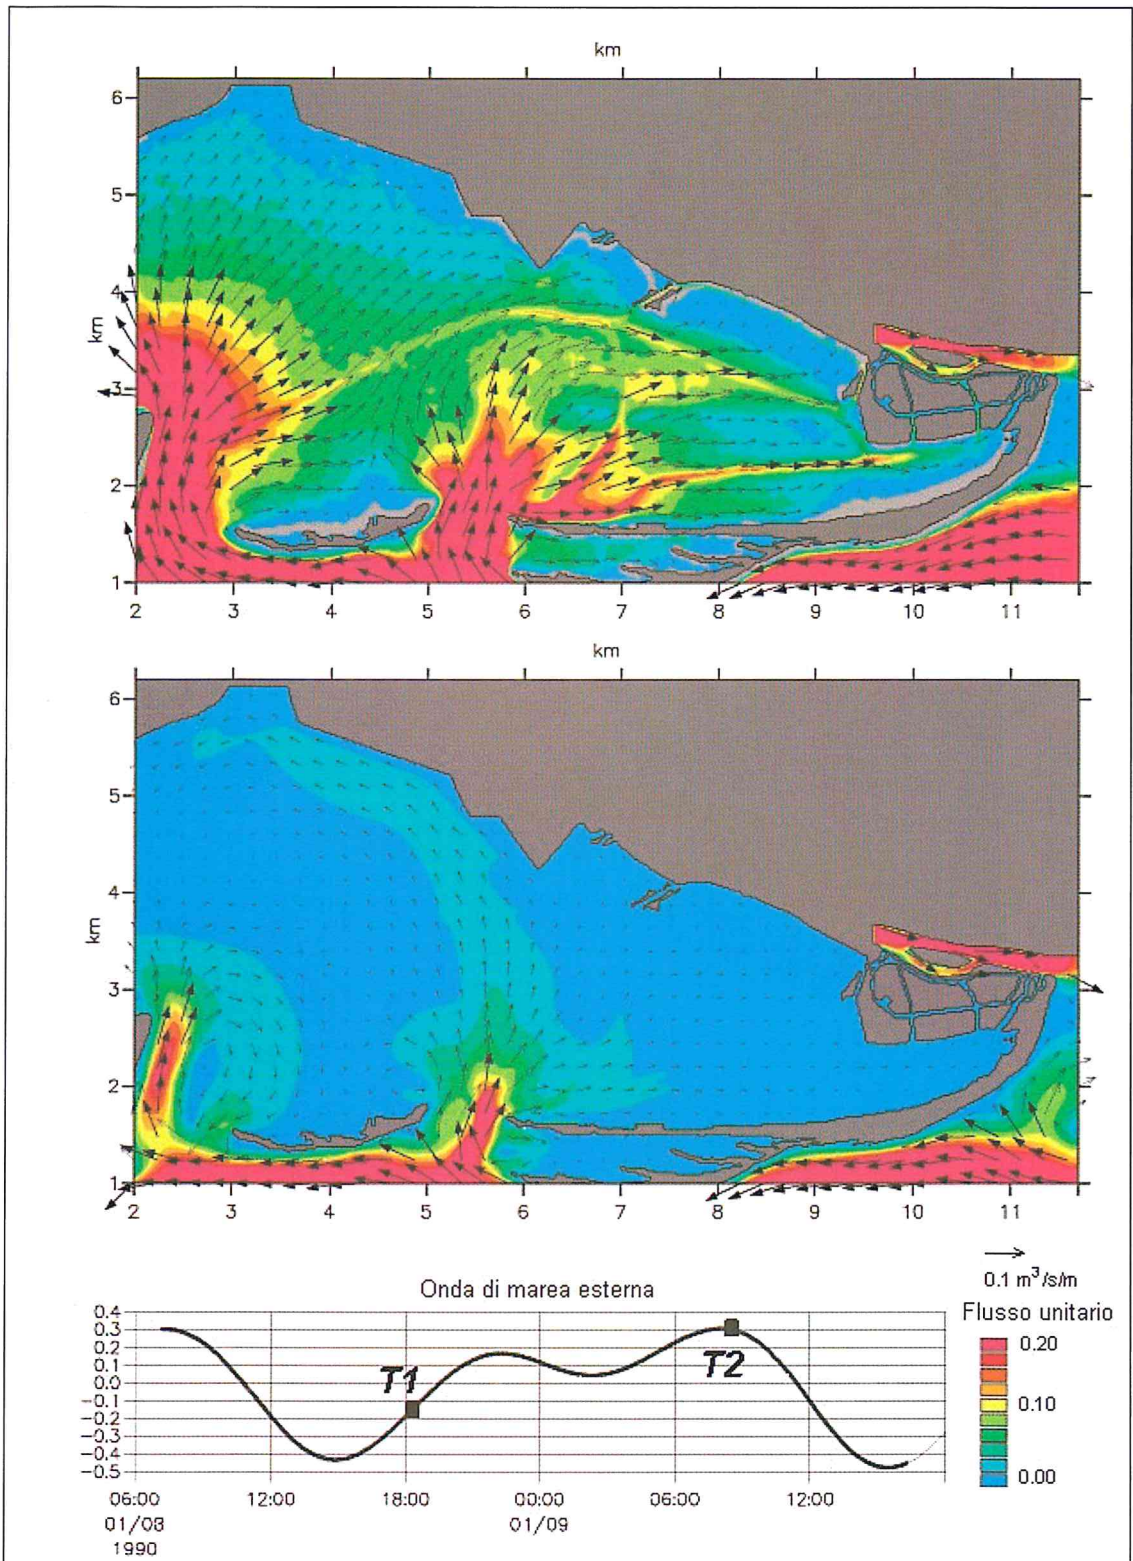 km
6
5
4
km
3
2
1
2 3 4 5 6 7 8 9 10 11
km
6
5
4
km
3
2
1
2 3 4 5 6 7 8 9 10 11
0.1 m³/s/m
Onda di marea esterna
Flusso unitario
0.20
0.10
0.00
0.4
0.3
0.2
0.1
0.0
−0.1
−0.2
−0.3
−0.4
−0.5
T1
T2
06:00 12:00 18:00 00:00 06:00 12:00
01/08 01/09
1990